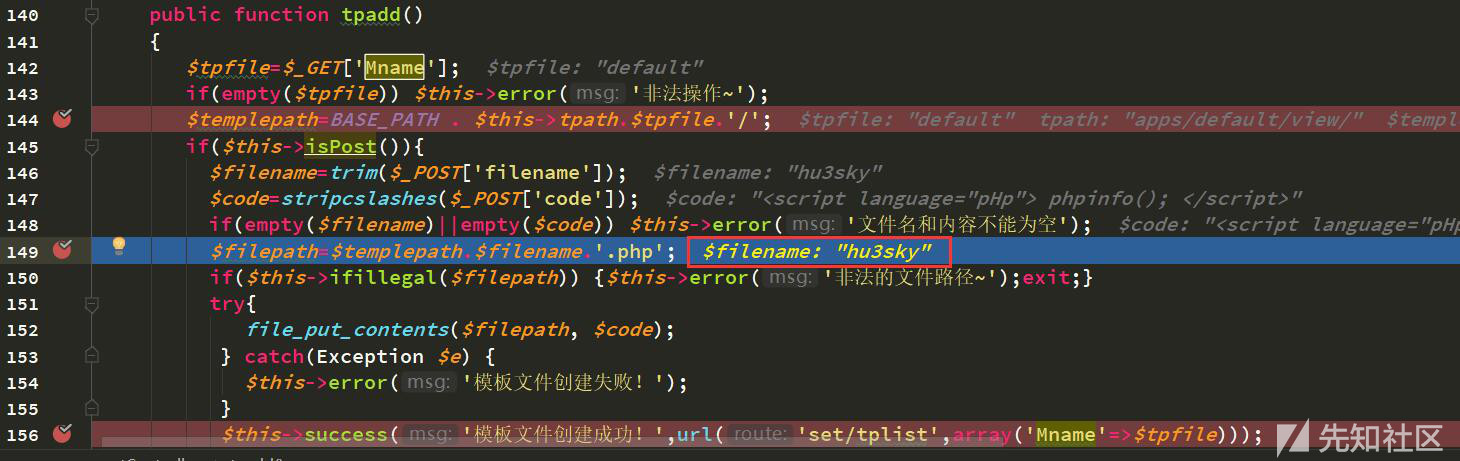 140 public function tpadd()
141 {
142 $tpfile=$_GET['Mname']; $tpfile: "default"
143 if(empty($tpfile)) $this->error( msg: '非法操作~');
144 $templepath=BASE_PATH . $this->tpath.$tpfile.'/'; $tpfile: "default" tpath: "apps/default/view/" $templ
145 if($this->isPost()){
146 $filename=trim($_POST['filename']); $filename: "hu3sky"
147 $code=stripcslashes($_POST['code']); $code: "<script language="pHp"> phpinfo(); </script>"
148 if(empty($filename)||empty($code)) $this->error( msg: '文件名和内容不能为空'); $code: "<script language="pHp
149 $filepath=$templepath.$filename.'.php'; $filename: "hu3sky"
150 if($this->ifillegal($filepath)) {$this->error( msg: '非法的文件路径~');exit;}
151 try{
152 file_put_contents($filepath, $code);
153 } catch(Exception $e) {
154 $this->error( msg: '模板文件创建失败！');
155 }
156 $this->success( msg: '模板文件创建成功！',url( route: 'set/tplist',array('Mname'=>$tpfile)));
先知社区